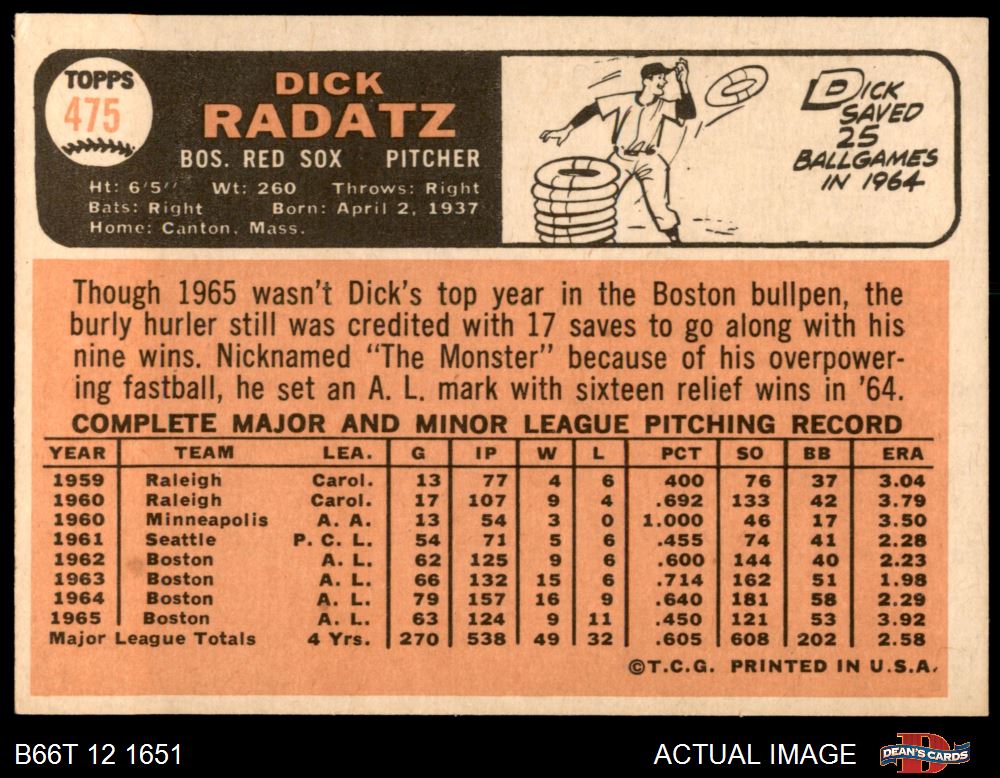 TOPPS
475
DICK
RADATZ
BOS. RED SOX PITCHER
Ht: 6'5" Wt: 260 Throws: Right
Bats: Right Born: April 2, 1937
Home: Canton, Mass.
DICK
SAVED
25
BALLGAMES
IN 1964
Though 1965 wasn't Dick's top year in the Boston bullpen, the
burly hurler still was credited with 17 saves to go along with his
nine wins. Nicknamed "The Monster" because of his overpower-
ing fastball, he set an A. L. mark with sixteen relief wins in '64.
COMPLETE MAJOR AND MINOR LEAGUE PITCHING RECORD
YEAR TEAM LEA. G IP W L PCT SO BB ERA
1959 Raleigh Carol. 13 77 4 6 400 76 37 3.04
1960 Raleigh Carol. 17 107 9 4 .692 133 42 3.79
1960 Minneapolis A. A. 13 54 3 0 1.000 46 17 3.50
1961 Seattle P. C. L. 54 71 5 6 .455 74 41 2.28
1962 Boston A. L. 62 125 9 6 .600 144 40 2.23
1963 Boston A. L. 66 132 15 6 .714 162 51 1.98
1964 Boston A. L. 79 157 16 9 .640 181 58 2.29
1965 Boston A. L. 63 124 9 11 .450 121 53 3.92
Major League Totals 4 Yrs. 270 538 49 32 .605 608 202 2.58
©T.C.G. PRINTED IN U.S.A.
B66T 12 1651 ACTUAL IMAGE
DEAN'S CARDS